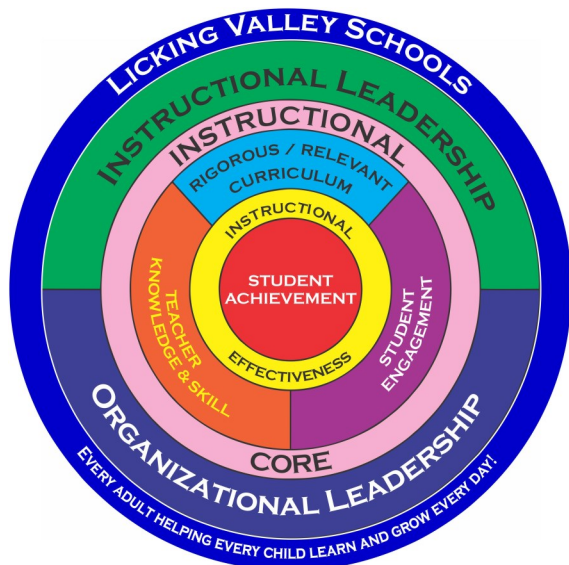 LICKING VALLEY SCHOOLS
INSTRUCTIONAL LEADERSHIP
INSTRUCTIONAL
RIGOROUS / RELEVANT
CURRICULUM
INSTRUCTIONAL
STUDENT
ACHIEVEMENT
EFFECTIVENESS
TEACHER
KNOWLEDGE & SKILL
STUDENT
ENGAGEMENT
CORE
ORGANIZATIONAL LEADERSHIP
EVERY ADULT HELPING EVERY CHILD LEARN AND GROW EVERY DAY!